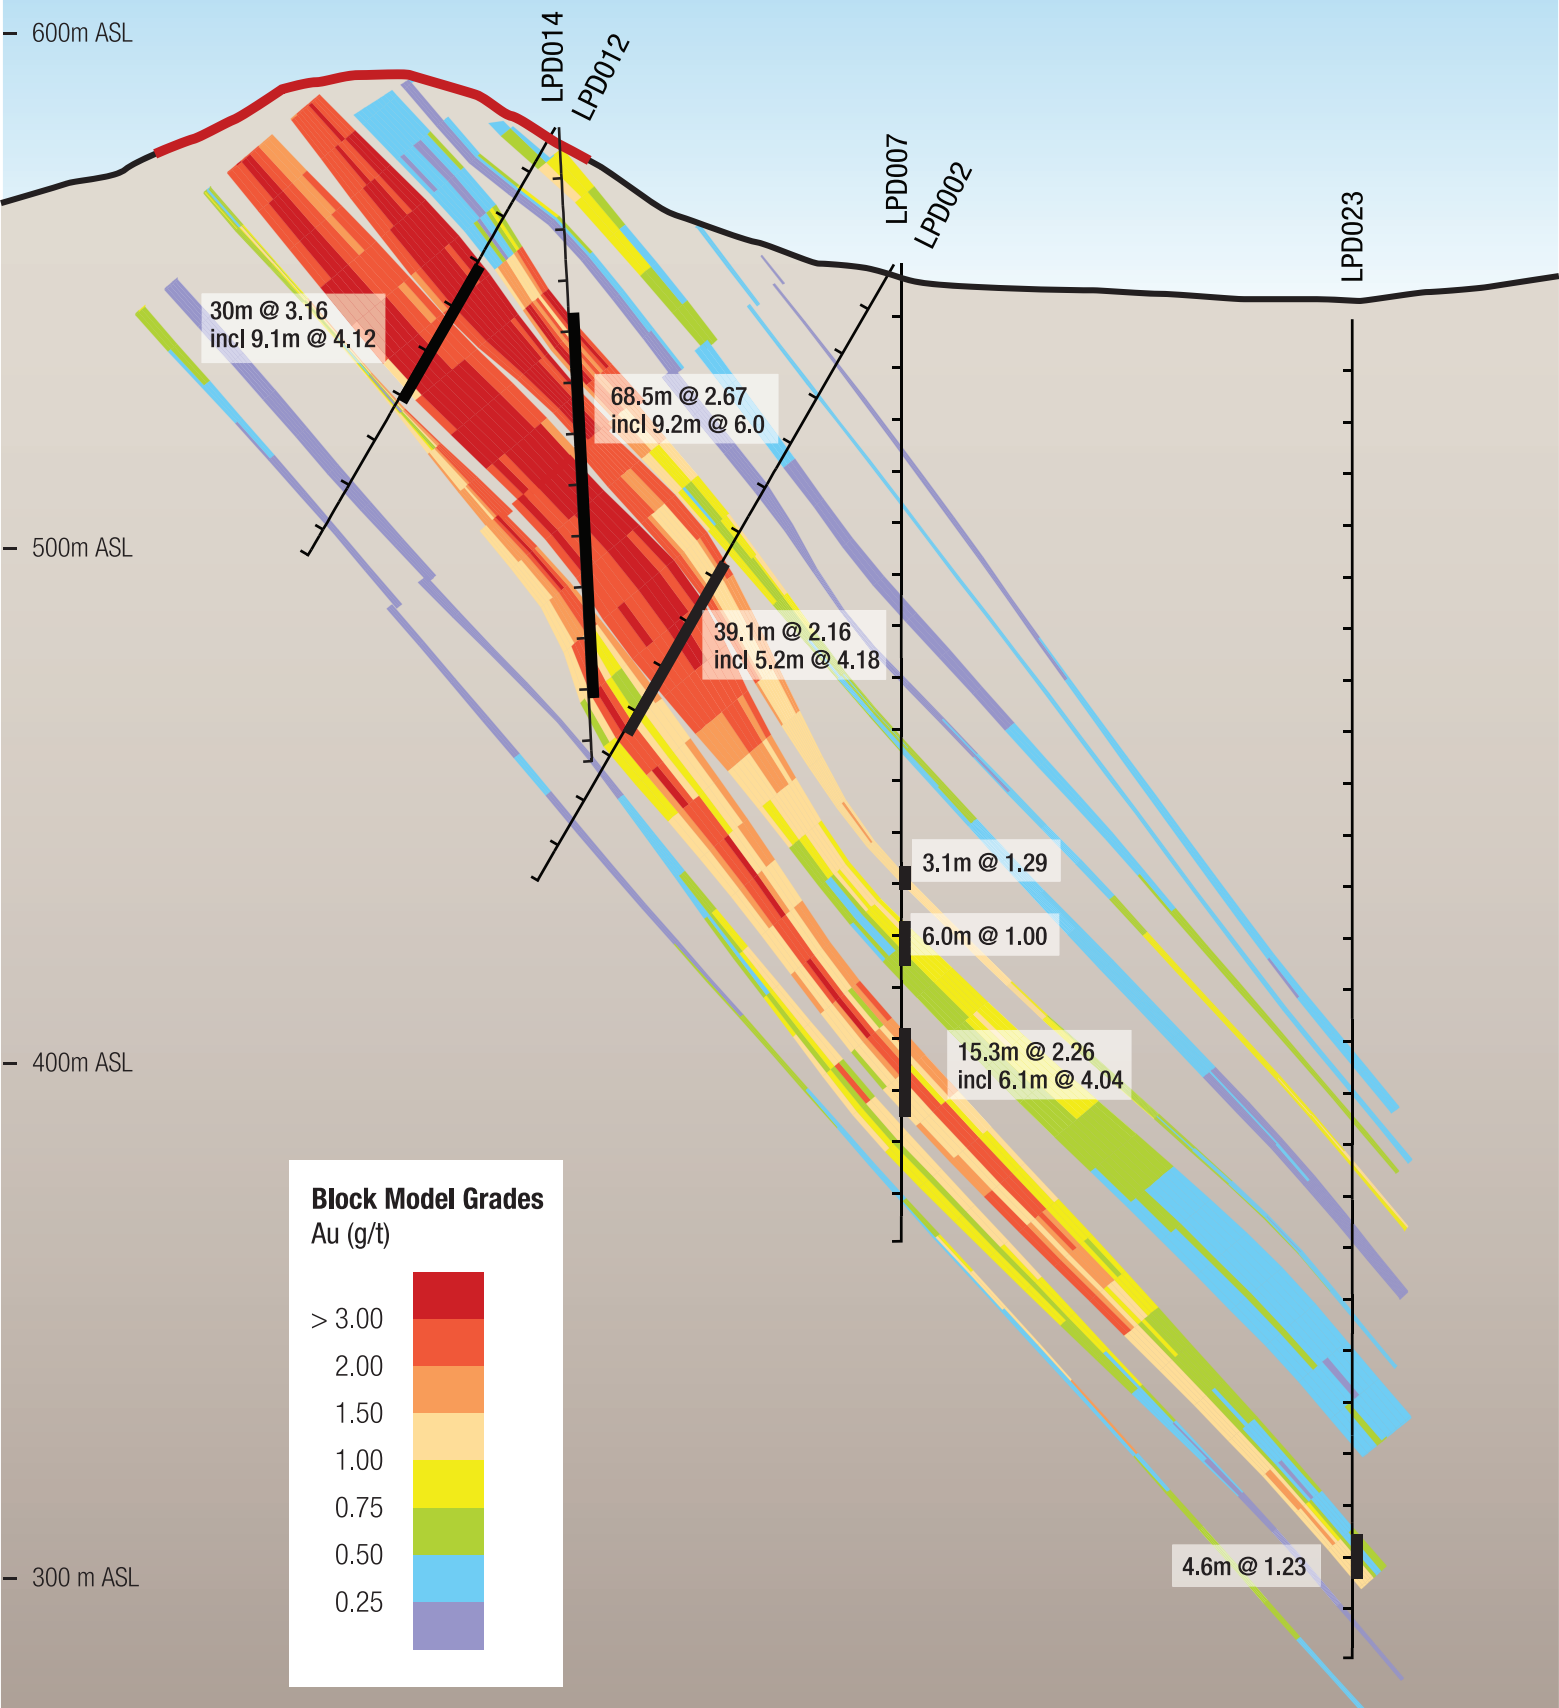 600m ASL
LPD014
LPD012
LPD007
LPD002
LPD023
30m @ 3.16
incl 9.1m @ 4.12
68.5m @ 2.67
incl 9.2m @ 6.0
500m ASL
39.1m @ 2.16
incl 5.2m @ 4.18
3.1m @ 1.29
6.0m @ 1.00
15.3m @ 2.26
incl 6.1m @ 4.04
400m ASL
Block Model Grades
Au (g/t)
> 3.00
2.00
1.50
1.00
0.75
0.50
0.25
4.6m @ 1.23
300 m ASL